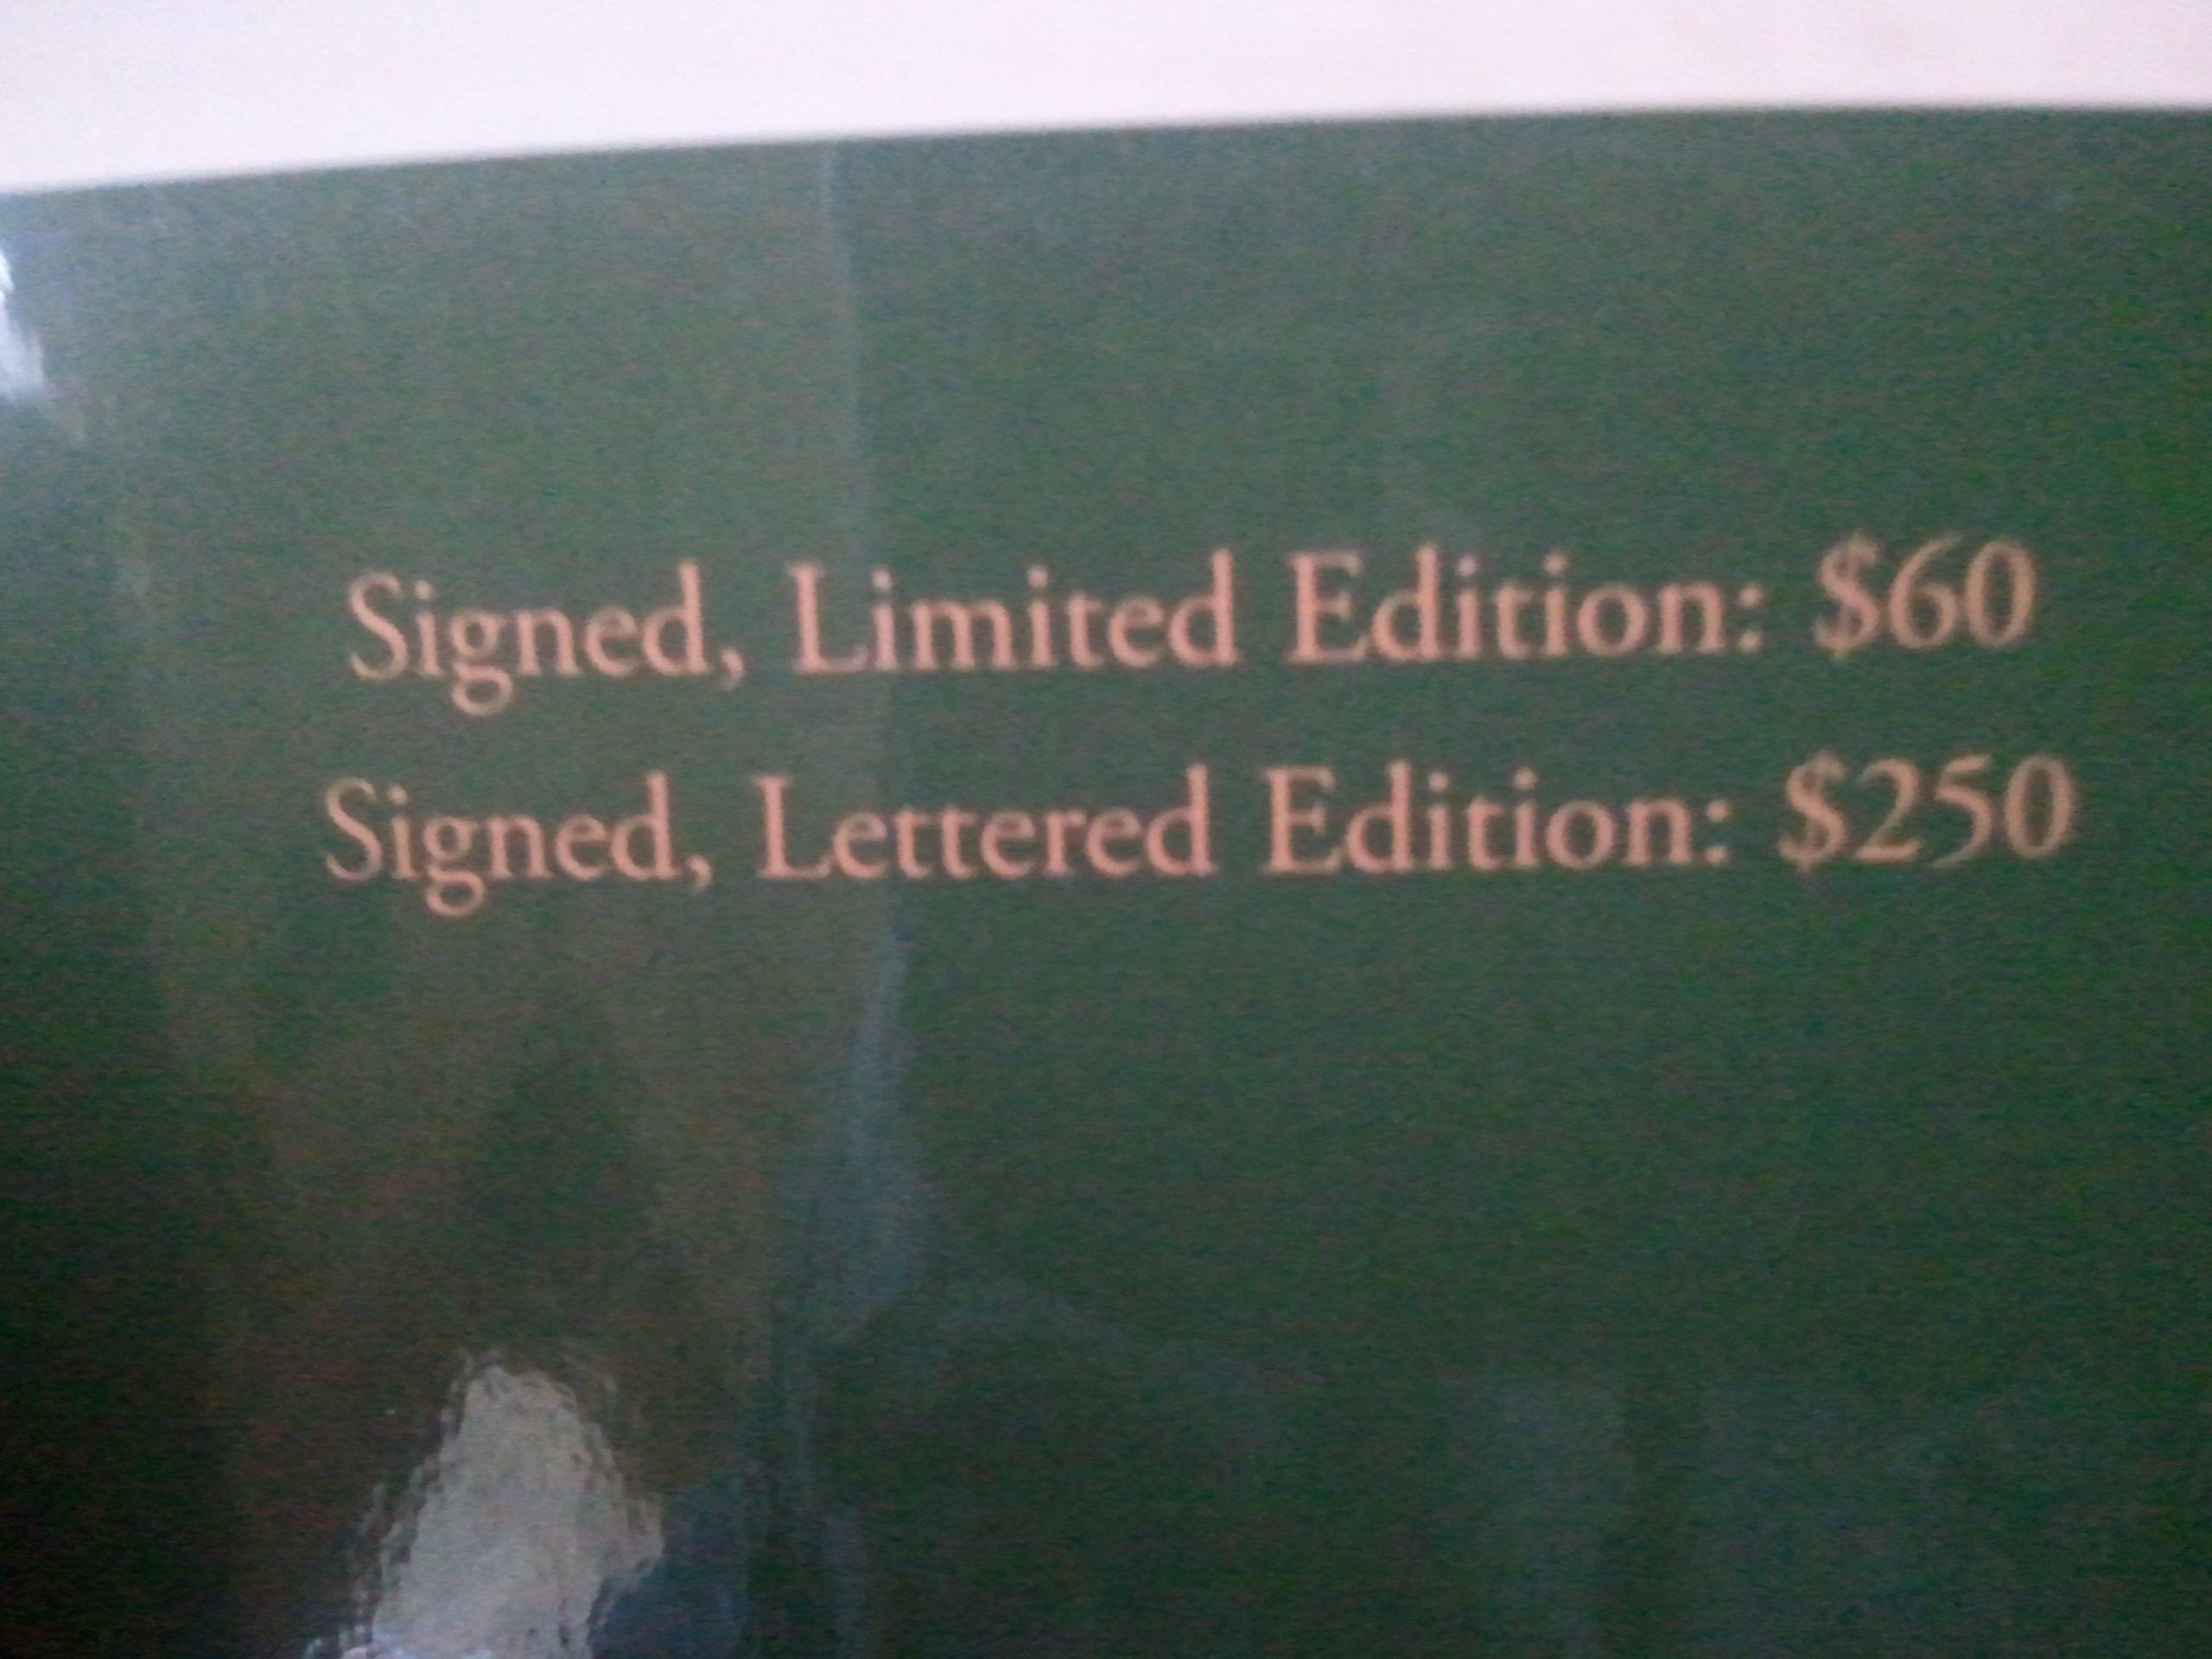 Signed, Limited Edition: $60
Signed, Lettered Edition: $250